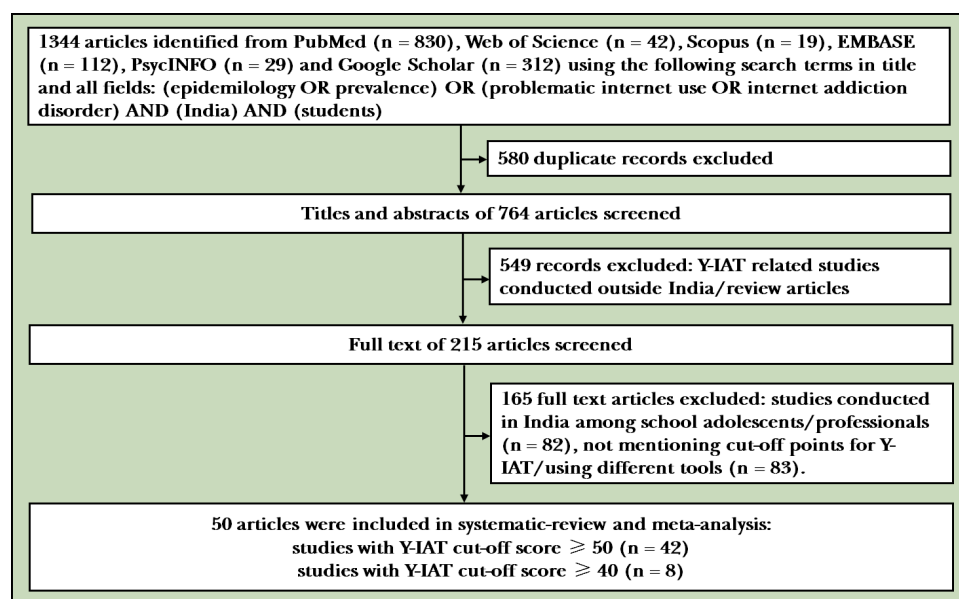 1344 articles identified from PubMed (n = 830), Web of Science (n = 42), Scopus (n = 19), EMBASE
(n = 112), PsycINFO (n = 29) and Google Scholar (n = 312) using the following search terms in title
and all fields: (epidemilology OR prevalence) OR (problematic internet use OR internet addiction
disorder) AND (India) AND (students)
580 duplicate records excluded
Titles and abstracts of 764 articles screened
549 records excluded: Y-IAT related studies
conducted outside India/review articles
Full text of 215 articles screened
165 full text articles excluded: studies conducted
in India among school adolescents/professionals
(n = 82), not mentioning cut-off points for Y-
IAT/using different tools (n = 83).
50 articles were included in systematic-review and meta-analysis:
studies with Y-IAT cut-off score ⩾ 50 (n = 42)
studies with Y-IAT cut-off score ⩾ 40 (n = 8)